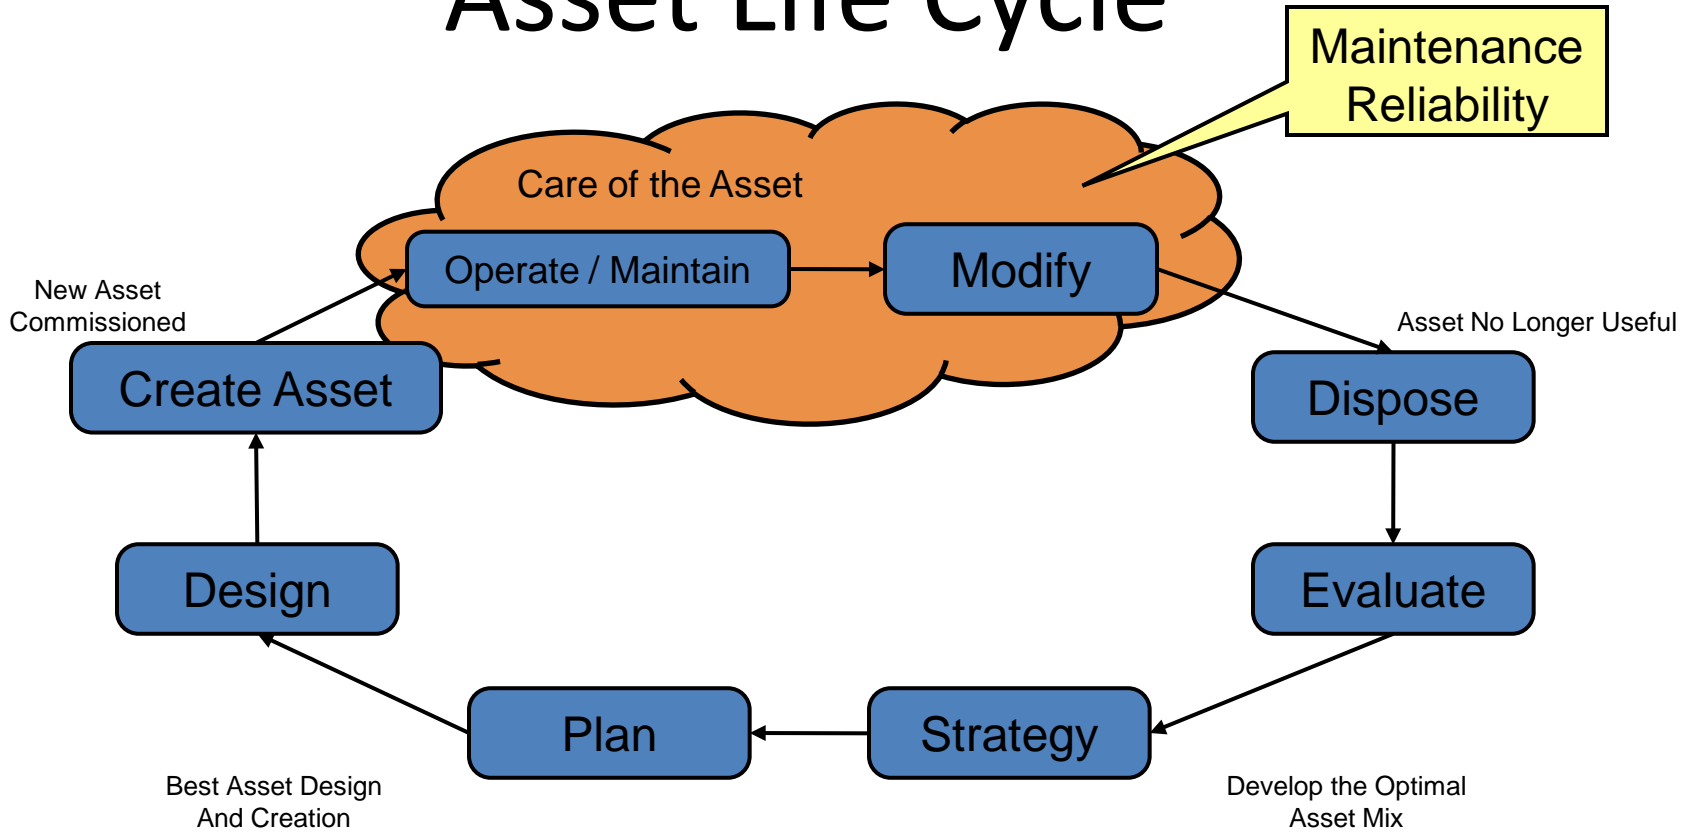 Asset Life Cycle
Maintenance
Reliability
Care of the Asset
Operate / Maintain
Modify
New Asset
Commissioned
Asset No Longer Useful
Create Asset
Dispose
Design
Evaluate
Plan
Strategy
Best Asset Design
And Creation
Develop the Optimal
Asset Mix